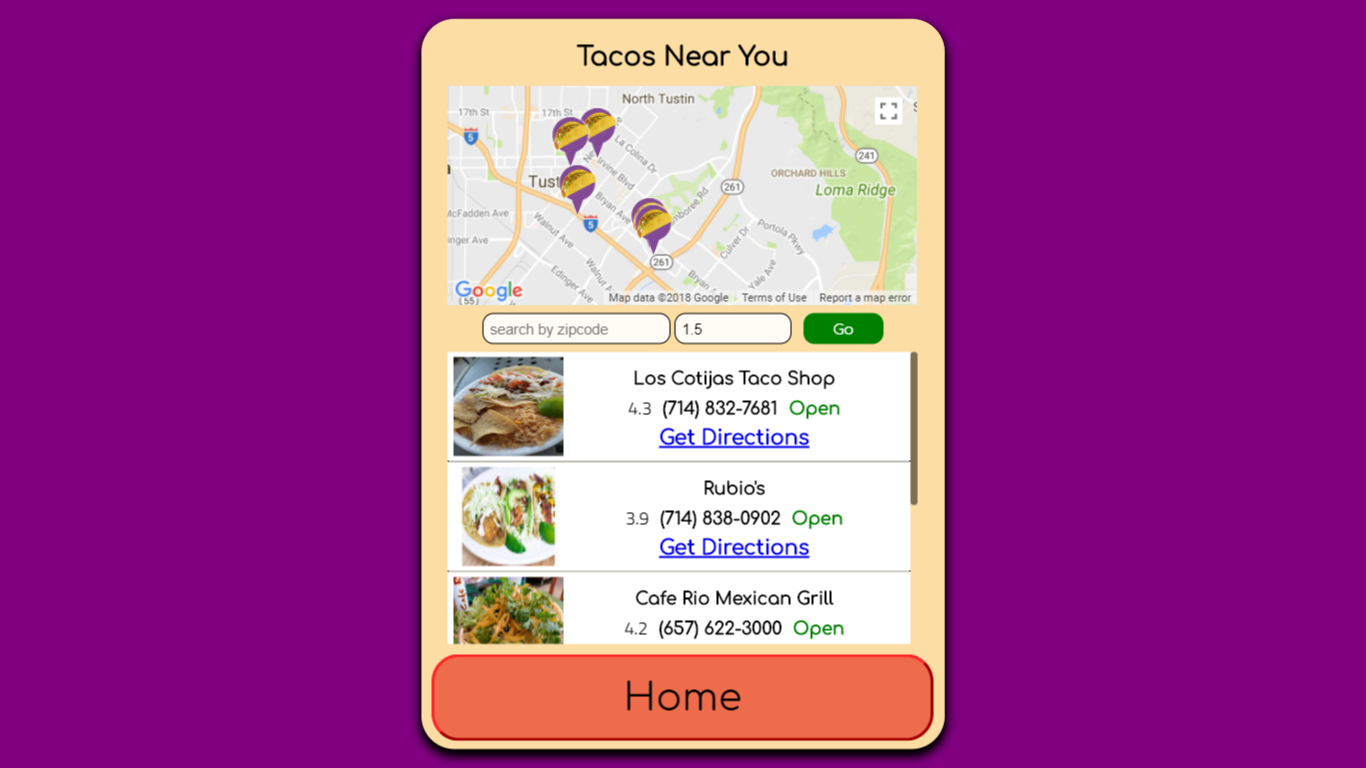 Tacos Near You
North Tustin
17th St
17th St
5
La Colina Dr
Irvine Blvd
241
ORCHARD HILLS
Loma Ridge
261
Tust
Bryan Ave
McFadden Ave
Walnut Ave
5
Portola Pkwy
Culver Dr
inger Ave
261
Edinger Ave
Walnut
Bryan
Yale Ave
Google
(55)
Map data ©2018 Google Terms of Use Report a map error
search by zipcode 1.5 Go
Los Cotijas Taco Shop
4.3 (714) 832-7681 Open
Get Directions
Rubio's
3.9 (714) 838-0902 Open
Get Directions
Cafe Rio Mexican Grill
4.2 (657) 622-3000 Open
Home